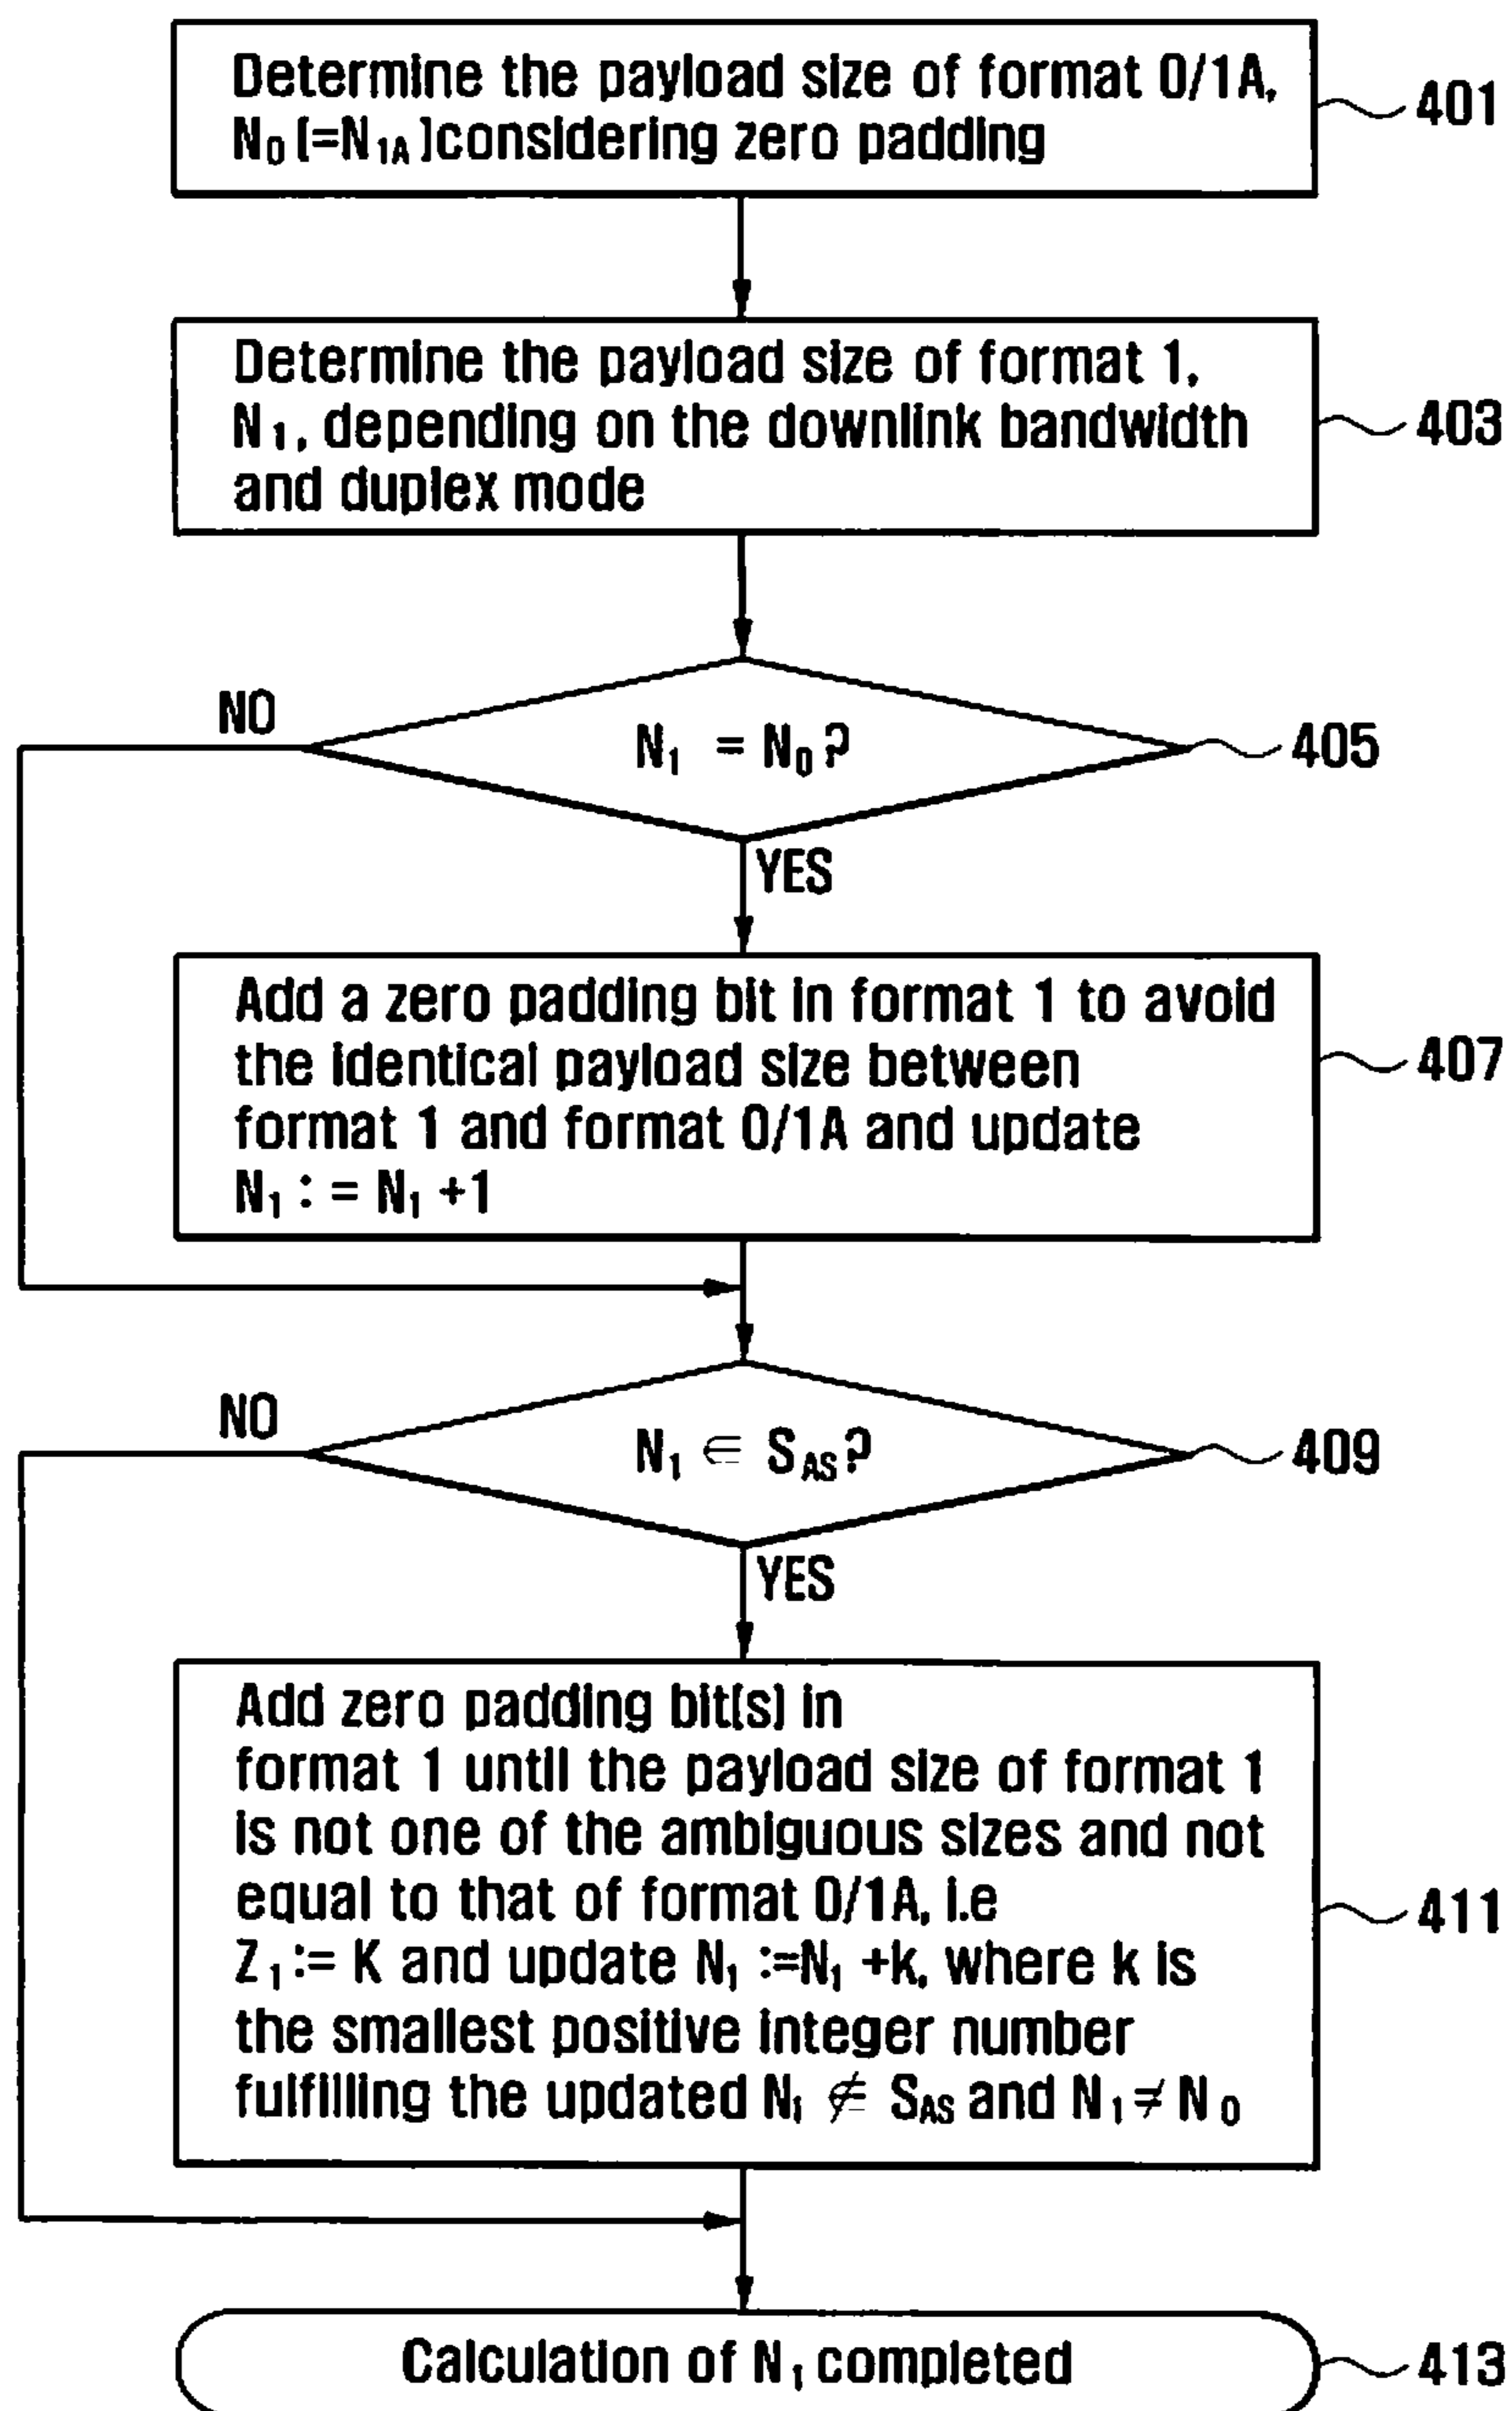 Determine the payload size of format 0/1A,
N₀ (=N₁ₐ) considering zero padding
401
Determine the payload size of format 1,
N₁, depending on the downlink bandwidth
and duplex mode
403
NO
N₁ = N₀ ?
405
YES
Add a zero padding bit in format 1 to avoid
the identical payload size between
format 1 and format 0/1A and update
N₁ : = N₁ +1
407
NO
N₁ ∈ S_AS ?
409
YES
Add zero padding bit(s) in
format 1 until the payload size of format 1
is not one of the ambiguous sizes and not
equal to that of format 0/1A, i.e
Z₁ := K and update N₁ :=N₁ +k, where k is
the smallest positive integer number
fulfilling the updated N₁ ∉ S_AS and N₁ ≠ N₀
411
Calculation of N₁ completed
413